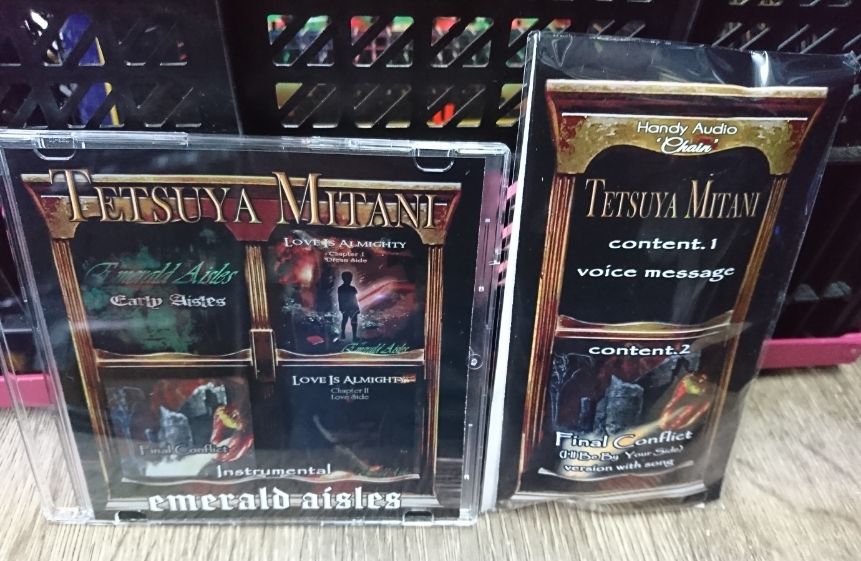 TETSUYA MITANI
Emerald Aisles
Early Aisles
LOVE IS ALMIGHTY
Chapter I
Dream Side
Emerald Aisles
Final Conflict
LOVE IS ALMIGHTY
Chapter II
Love Side
Instrumental
emerald aisles
Handy Audio
"Chain"
TETSUYA MITANI
content.1
voice message
content.2
Final Conflict
(I'll Be By Your Side)
version with song